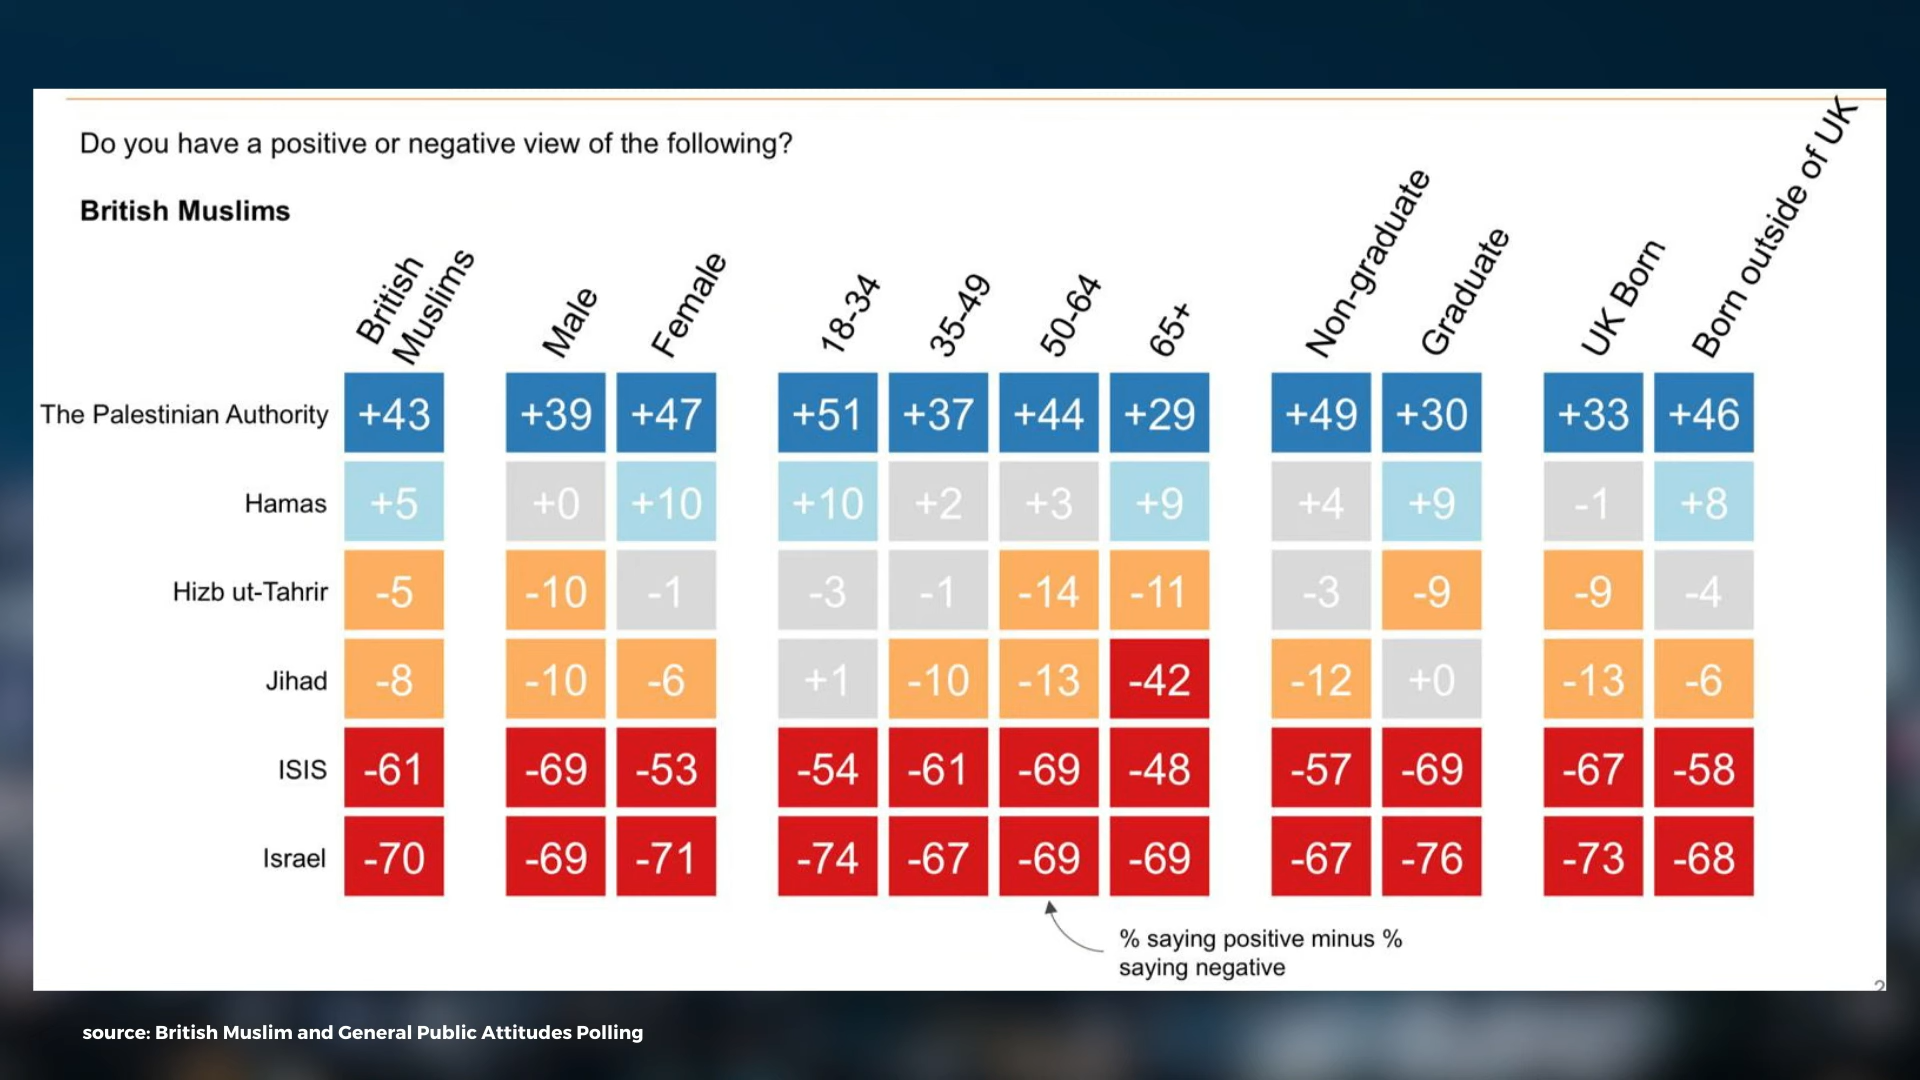 Do you have a positive or negative view of the following?
British Muslims
British
Muslims
Male
Female
18-34
35-49
50-64
65+
Non-graduate
Graduate
UK Born
Born outside of UK
The Palestinian Authority +43 +39 +47 +51 +37 +44 +29 +49 +30 +33 +46
Hamas +5 +0 +10 +10 +2 +3 +9 +4 +9 -1 +8
Hizb ut-Tahrir -5 -10 -1 -3 -1 -14 -11 -3 -9 -9 -4
Jihad -8 -10 -6 +1 -10 -13 -42 -12 +0 -13 -6
ISIS -61 -69 -53 -54 -61 -69 -48 -57 -69 -67 -58
Israel -70 -69 -71 -74 -67 -69 -69 -67 -76 -73 -68
% saying positive minus %
saying negative
source: British Muslim and General Public Attitudes Polling